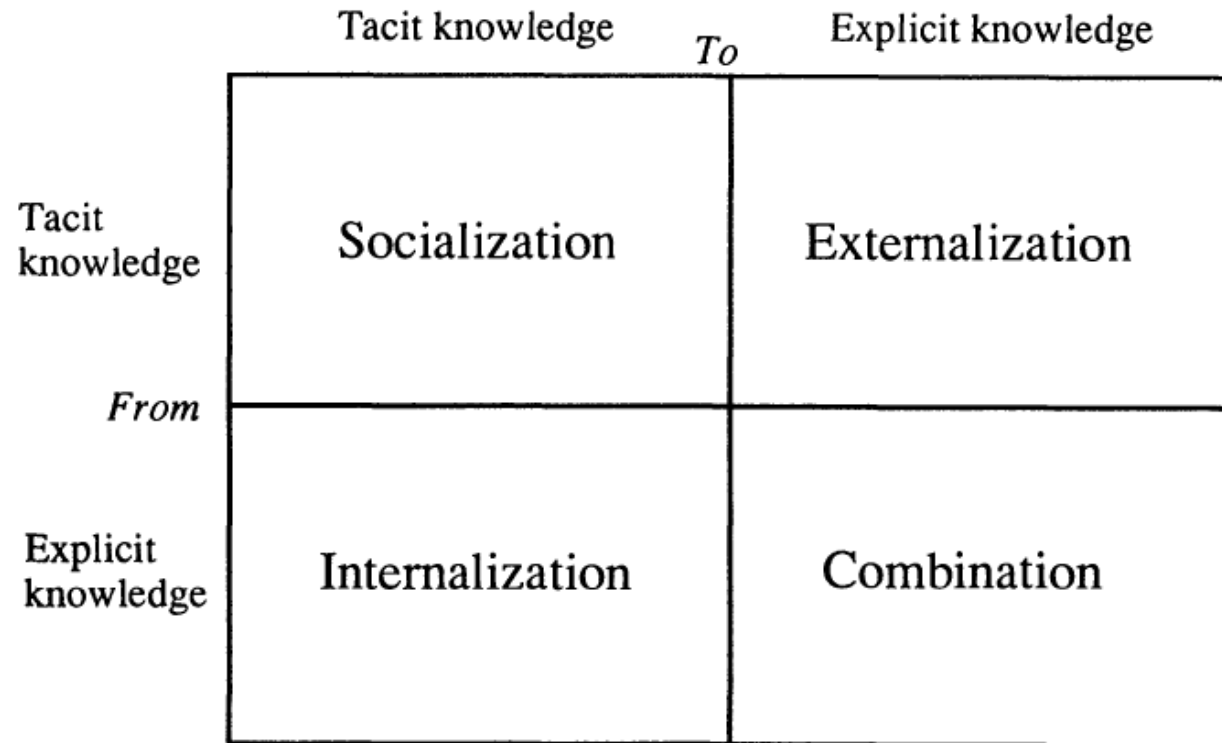 Tacit knowledge To Explicit knowledge
Tacit
knowledge
Socialization Externalization
From
Explicit
knowledge
Internalization Combination